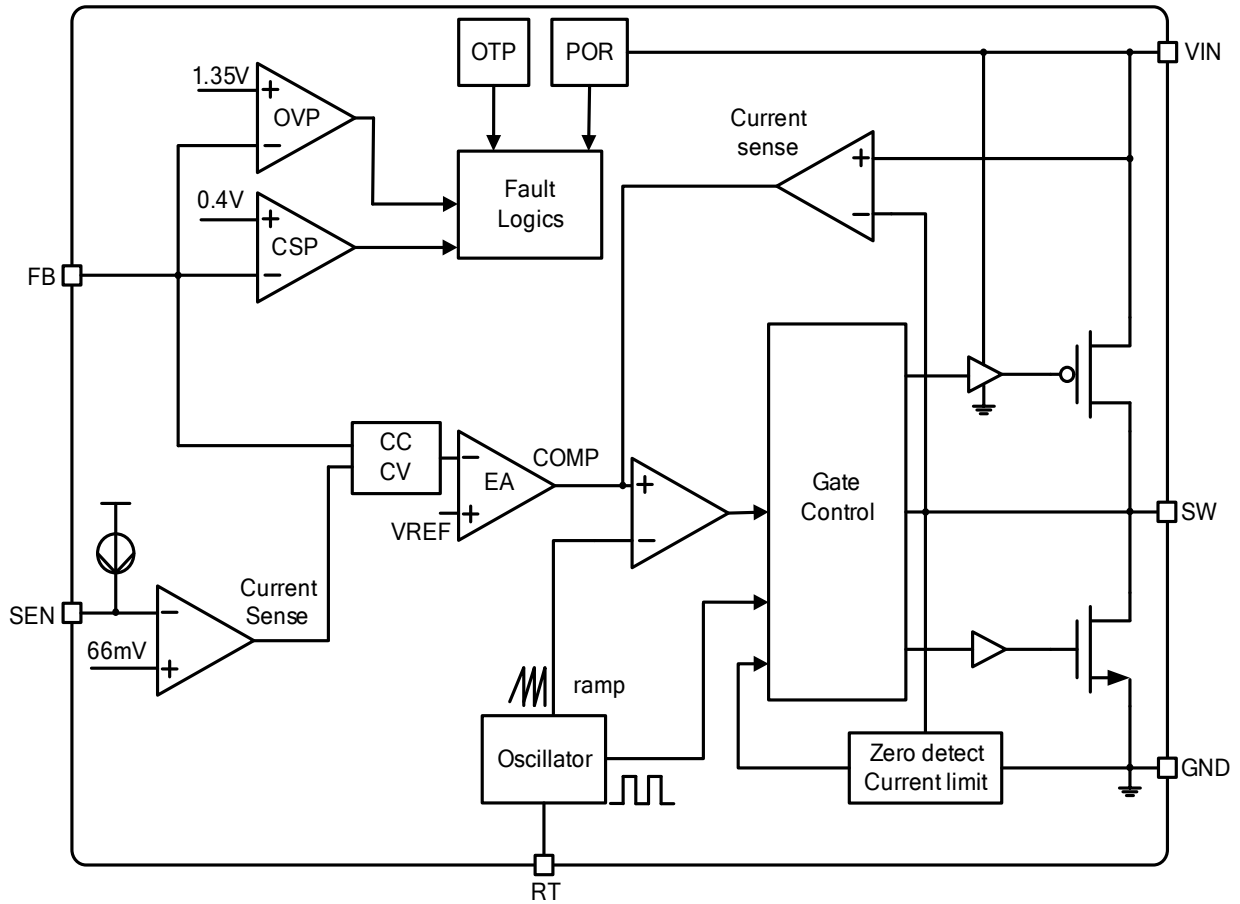 OTP
POR
VIN
1.35V
+
OVP
−
Current
sense
+
−
Fault
Logics
0.4V
+
CSP
−
FB
CC
CV
−
EA
+
VREF
COMP
+
−
Gate
Control
SW
SEN
−
66mV
+
Current
Sense
ramp
Oscillator
Zero detect
Current limit
GND
RT